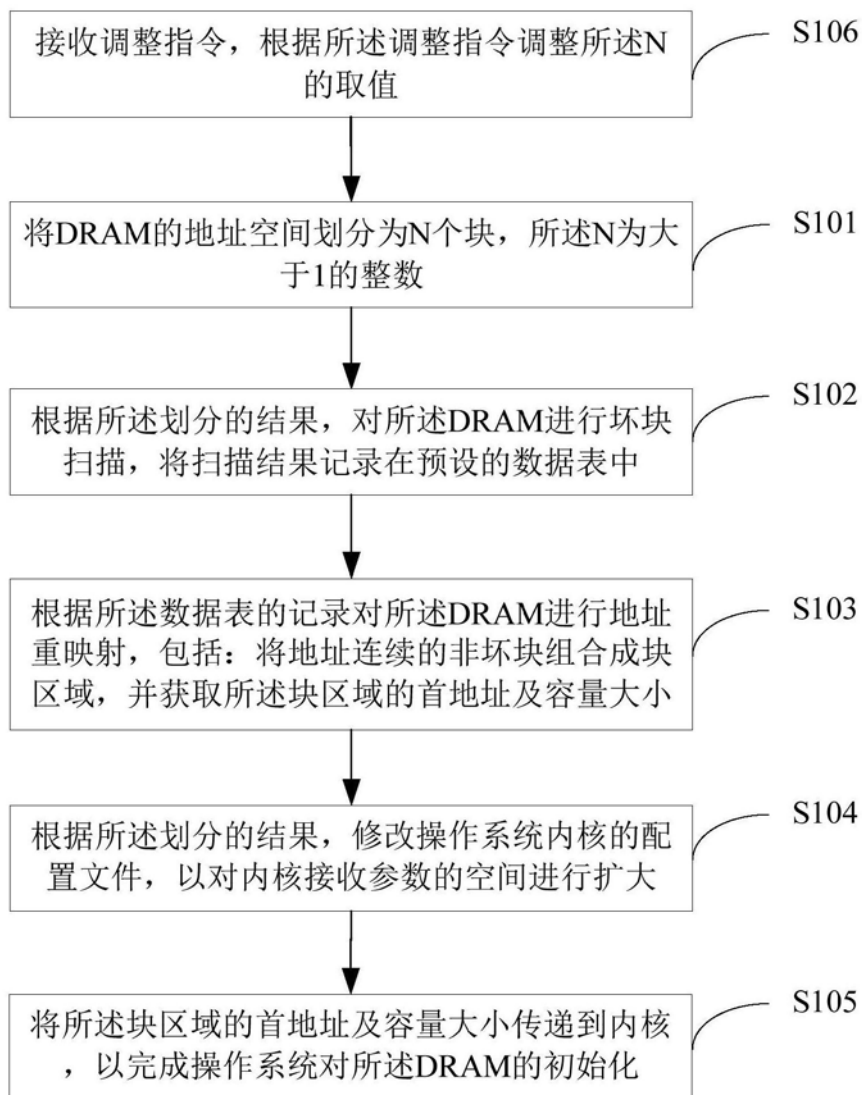 接收调整指令，根据所述调整指令调整所述N
的取值
S106
将DRAM的地址空间划分为N个块，所述N为大
于1的整数
S101
根据所述划分的结果，对所述DRAM进行坏块
扫描，将扫描结果记录在预设的数据表中
S102
根据所述数据表的记录对所述DRAM进行地址
重映射，包括：将地址连续的非坏块组合成块
区域，并获取所述块区域的首地址及容量大小
S103
根据所述划分的结果，修改操作系统内核的配
置文件，以对内核接收参数的空间进行扩大
S104
将所述块区域的首地址及容量大小传递到内核
，以完成操作系统对所述DRAM的初始化
S105